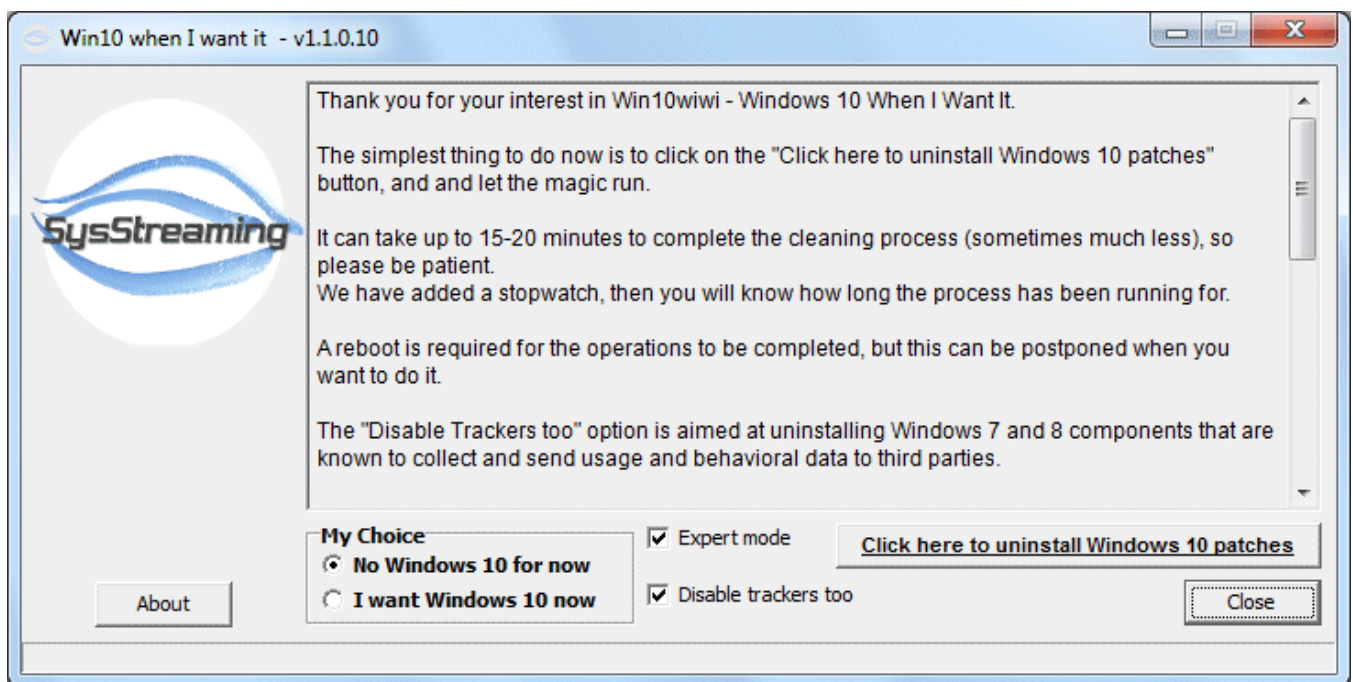 Win10 when I want it - v1.1.0.10
SysStreaming
Thank you for your interest in Win10wiwi - Windows 10 When I Want It.
The simplest thing to do now is to click on the "Click here to uninstall Windows 10 patches"
button, and and let the magic run.
It can take up to 15-20 minutes to complete the cleaning process (sometimes much less), so
please be patient.
We have added a stopwatch, then you will know how long the process has been running for.
A reboot is required for the operations to be completed, but this can be postponed when you
want to do it.
The "Disable Trackers too" option is aimed at uninstalling Windows 7 and 8 components that are
known to collect and send usage and behavioral data to third parties.
My Choice
No Windows 10 for now
I want Windows 10 now
Expert mode
Disable trackers too
Click here to uninstall Windows 10 patches
About
Close